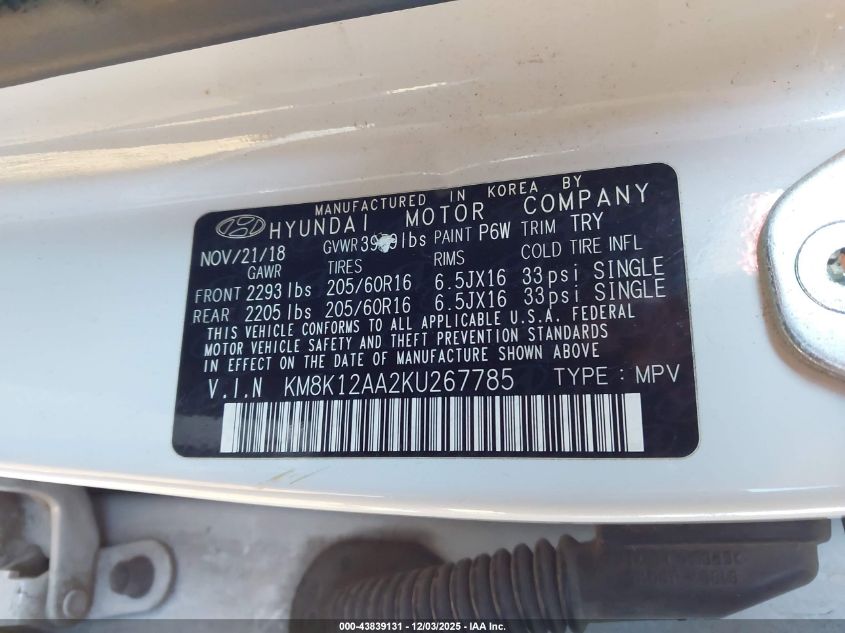 MANUFACTURED IN KOREA BY
HYUNDAI MOTOR COMPANY
NOV/21/18 GVWR lbs PAINT P6W TRIM TRY
GAWR TIRES RIMS COLD TIRE INFL
FRONT 2293 lbs 205/60R16 6.5JX16 33psi SINGLE
REAR 2205 lbs 205/60R16 6.5JX16 33psi SINGLE
THIS VEHICLE CONFORMS TO ALL APPLICABLE U.S.A. FEDERAL
MOTOR VEHICLE SAFETY AND THEFT PREVENTION STANDARDS
IN EFFECT ON THE DATE OF MANUFACTURE SHOWN ABOVE
V.I.N KM8K12AA2KU267785 TYPE : MPV
000-43839131 - 12/03/2025 - IAA Inc.